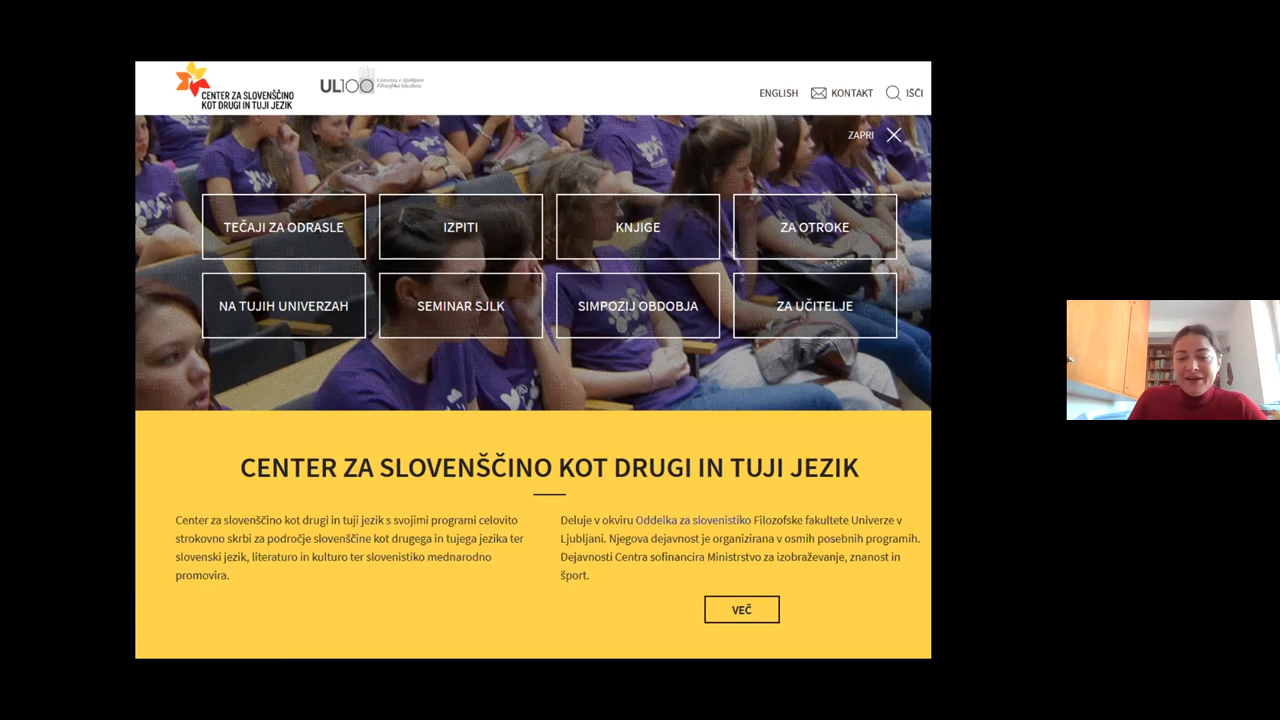 CENTER ZA SLOVENŠČINO
KOT DRUGI IN TUJI JEZIK
UL100
Univerza v Ljubljani
Filozofska fakulteta
ENGLISH
KONTAKT
IŠČI
ZAPRI
TEČAJI ZA ODRASLE
IZPITI
KNJIGE
ZA OTROKE
NA TUJIH UNIVERZAH
SEMINAR SJLK
SIMPOZIJ OBDOBJA
ZA UČITELJE
CENTER ZA SLOVENŠČINO KOT DRUGI IN TUJI JEZIK
Center za slovenščino kot drugi in tuji jezik s svojimi programi celovito
strokovno skrbi za področje slovenščine kot drugega in tujega jezika ter
slovenski jezik, literaturo in kulturo ter slovenistiko mednarodno
promovira.
Deluje v okviru Oddelka za slovenistiko Filozofske fakultete Univerze v
Ljubljani. Njegova dejavnost je organizirana v osmih posebnih programih.
Dejavnosti Centra sofinancira Ministrstvo za izobraževanje, znanost in
šport.
VEČ